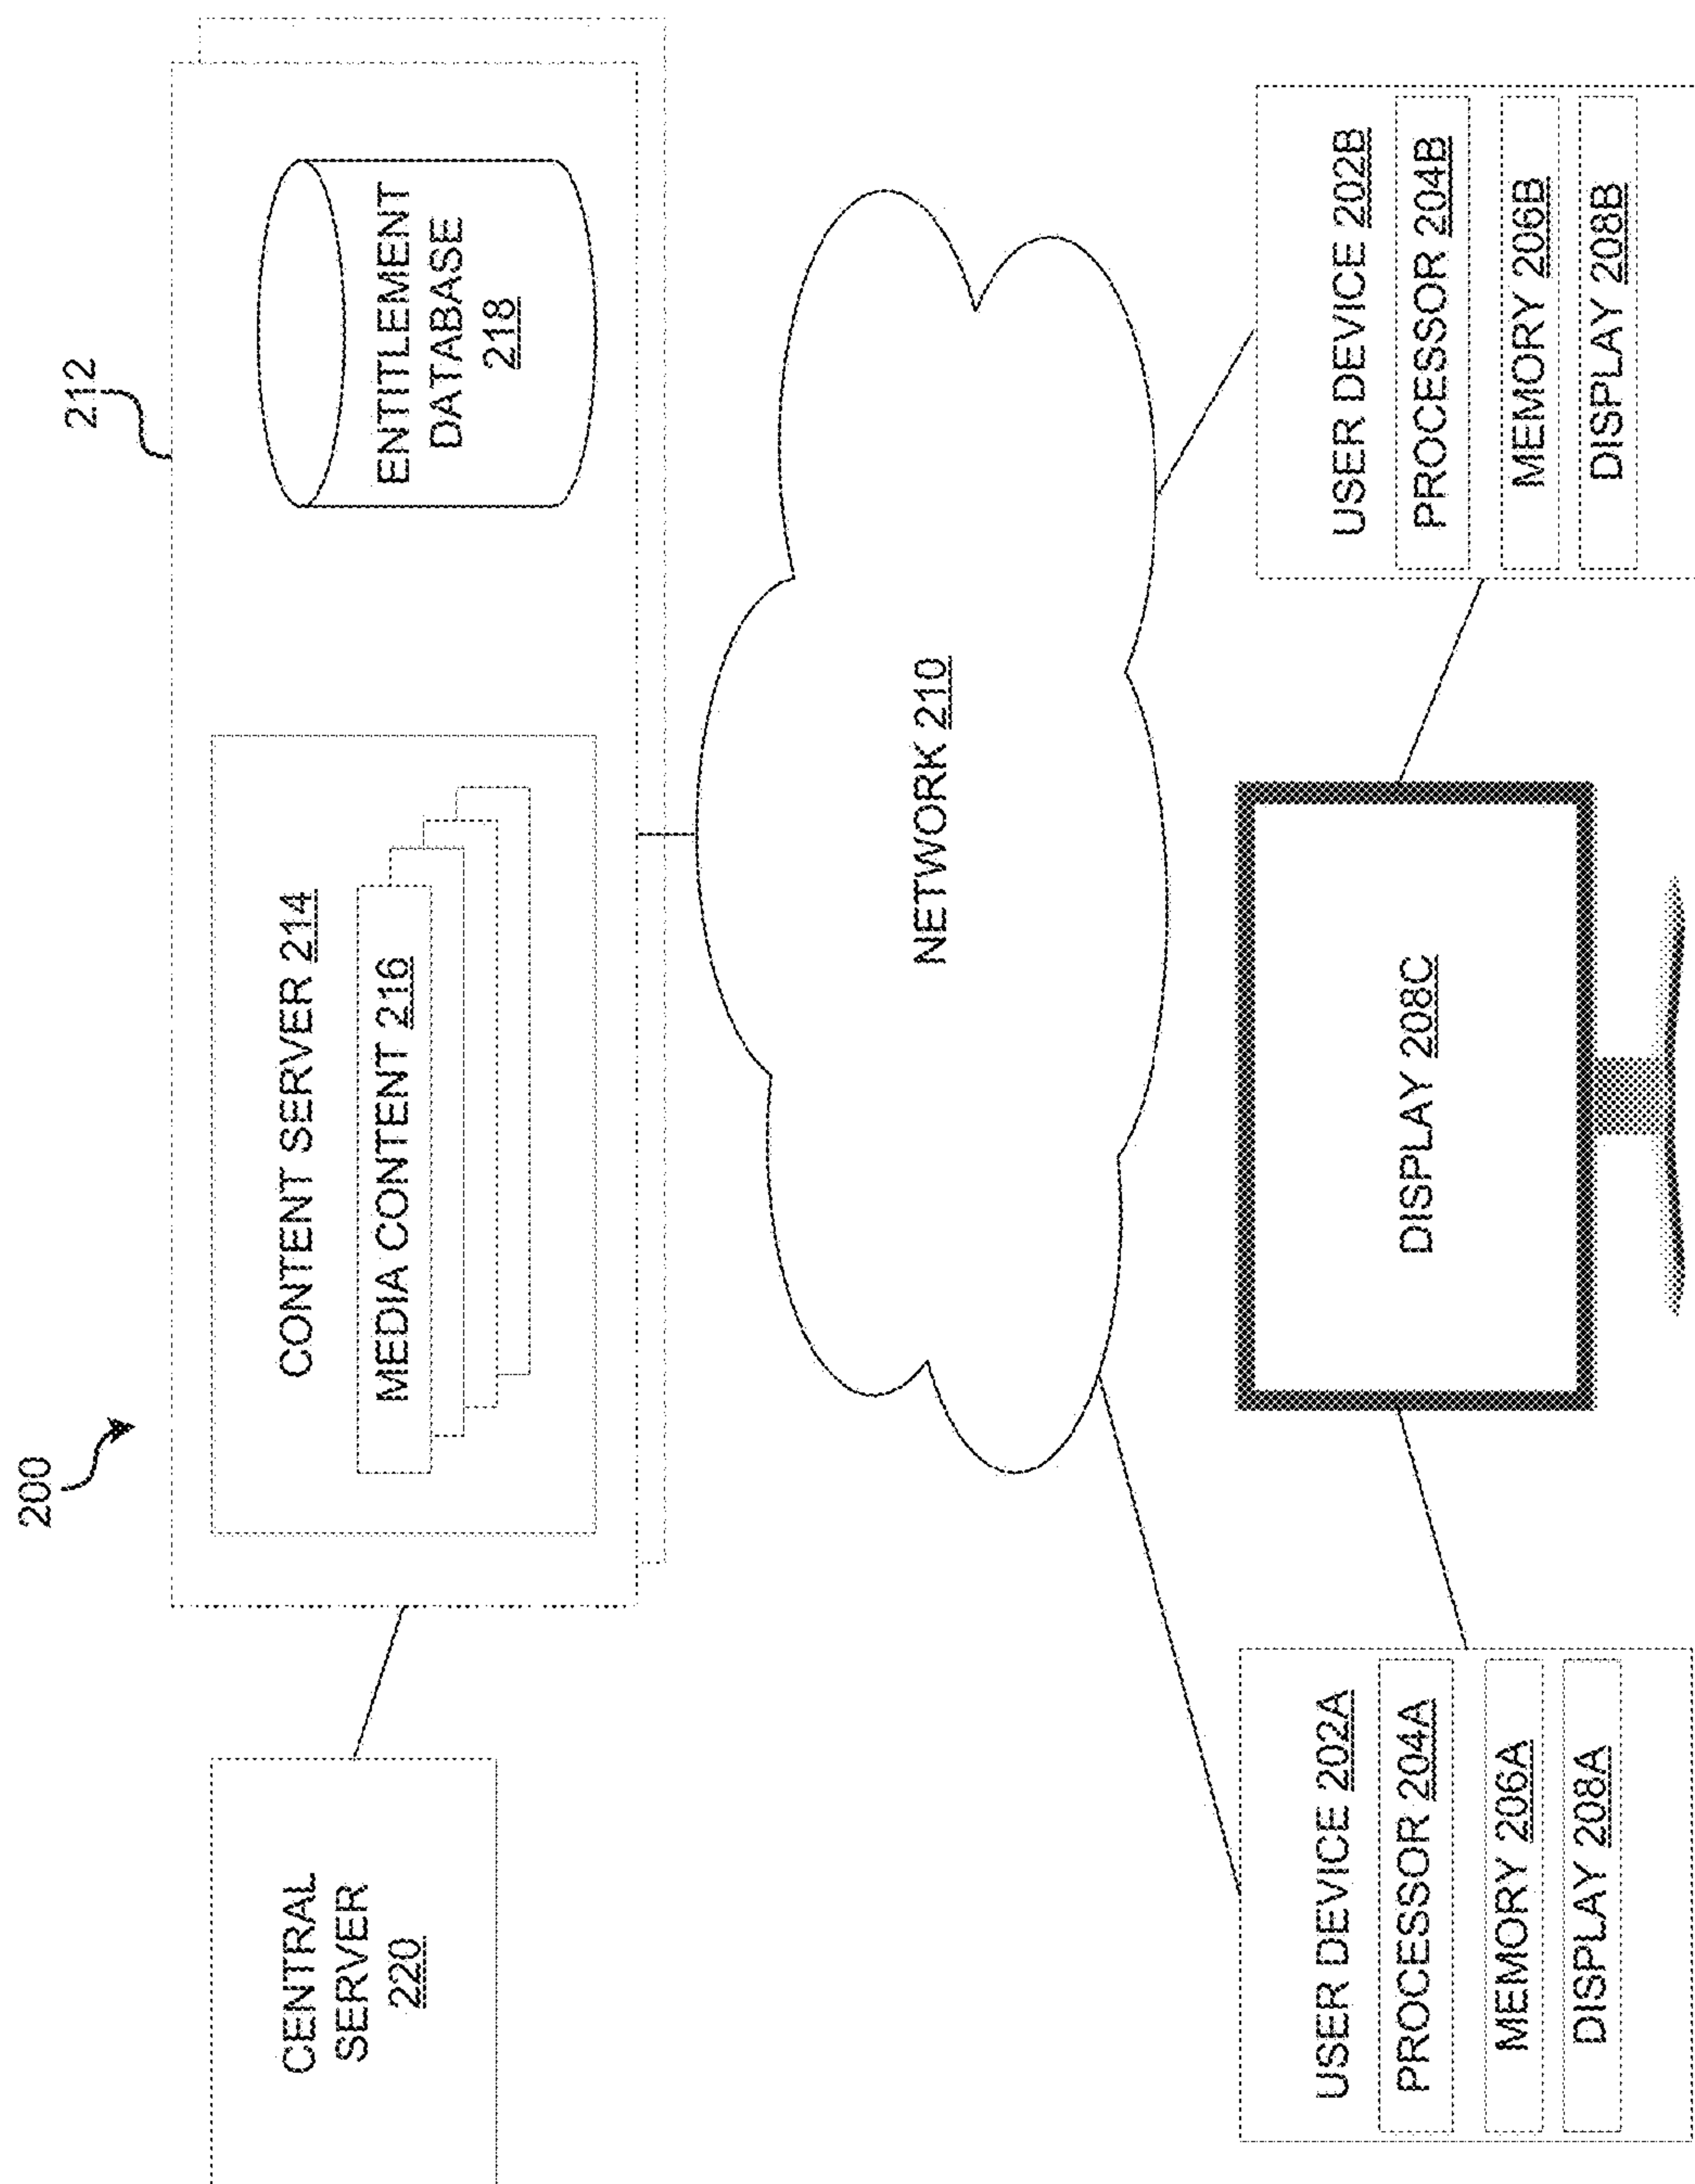 200
212
CENTRAL
SERVER
220
CONTENT SERVER 214
MEDIA CONTENT 216
ENTITLEMENT
DATABASE
218
NETWORK 210
USER DEVICE 202A
PROCESSOR 204A
MEMORY 206A
DISPLAY 208A
DISPLAY 208C
USER DEVICE 202B
PROCESSOR 204B
MEMORY 206B
DISPLAY 208B